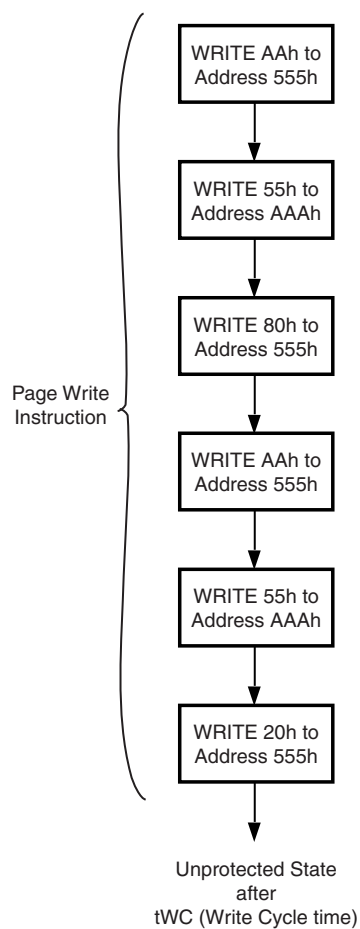 WRITE AAh to
Address 555h
WRITE 55h to
Address AAAh
WRITE 80h to
Address 555h
Page Write
Instruction
WRITE AAh to
Address 555h
WRITE 55h to
Address AAAh
WRITE 20h to
Address 555h
Unprotected State
after
tWC (Write Cycle time)